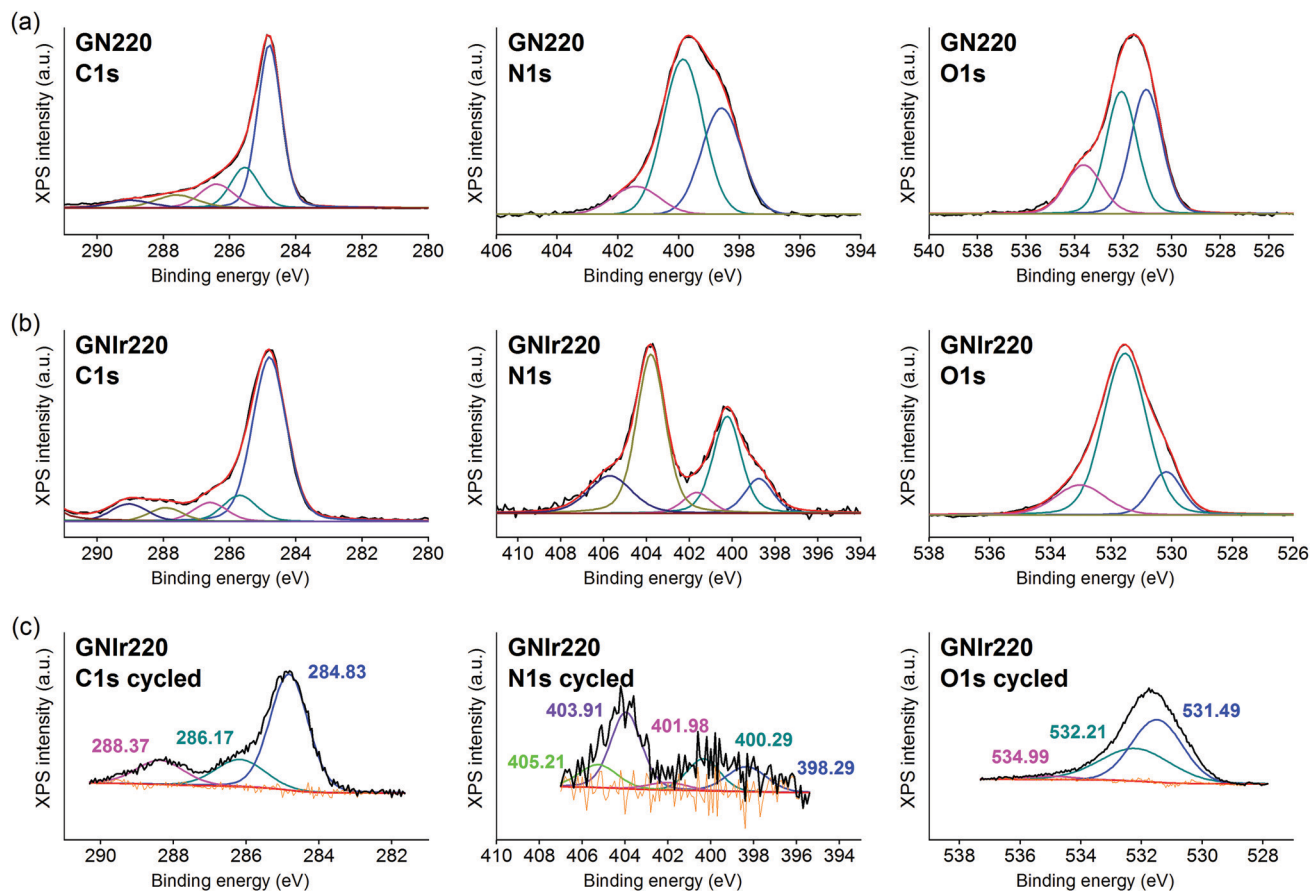 (a)
GN220
C1s
XPS intensity (a.u.)
290 288 286 284 282 280
Binding energy (eV)
GN220
N1s
XPS intensity (a.u.)
406 404 402 400 398 396 394
Binding energy (eV)
GN220
O1s
XPS intensity (a.u.)
540 538 536 534 532 530 528 526
Binding energy (eV)
(b)
GNIr220
C1s
XPS intensity (a.u.)
290 288 286 284 282 280
Binding energy (eV)
GNIr220
N1s
XPS intensity (a.u.)
410 408 406 404 402 400 398 396 394
Binding energy (eV)
GNIr220
O1s
XPS intensity (a.u.)
538 536 534 532 530 528 526
Binding energy (eV)
(c)
GNIr220
C1s cycled
284.83
286.17
288.37
XPS intensity (a.u.)
290 288 286 284 282
Binding energy (eV)
GNIr220
N1s cycled
403.91
401.98
400.29
405.21
398.29
XPS intensity (a.u.)
410 408 406 404 402 400 398 396 394
Binding energy (eV)
GNIr220
O1s cycled
531.49
532.21
534.99
XPS intensity (a.u.)
538 536 534 532 530 528
Binding energy (eV)